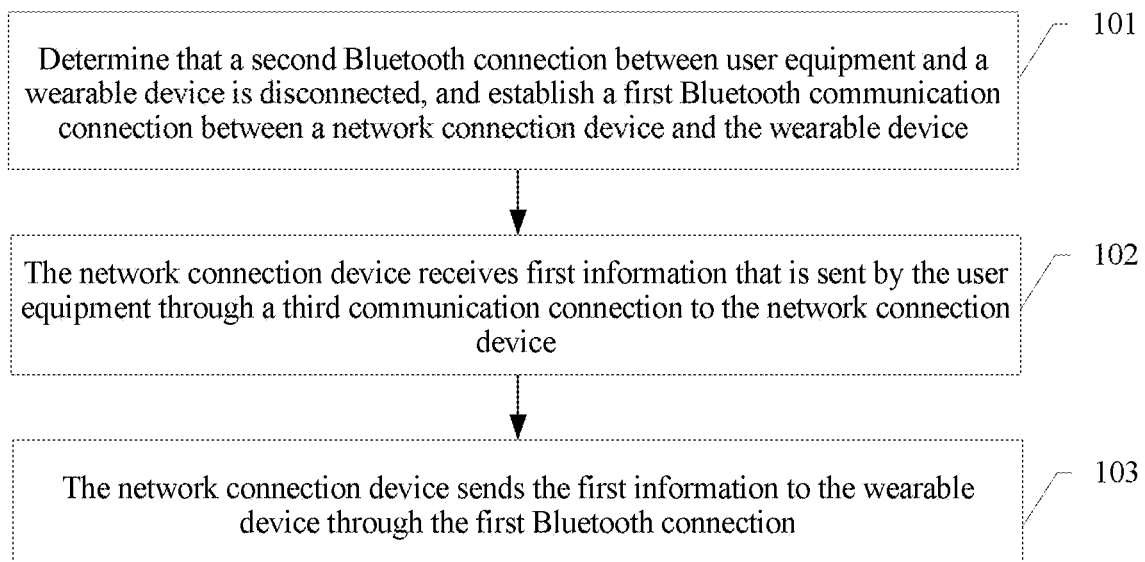 101
Determine that a second Bluetooth connection between user equipment and a
wearable device is disconnected, and establish a first Bluetooth communication
connection between a network connection device and the wearable device
102
The network connection device receives first information that is sent by the user
equipment through a third communication connection to the network connection
device
103
The network connection device sends the first information to the wearable
device through the first Bluetooth connection